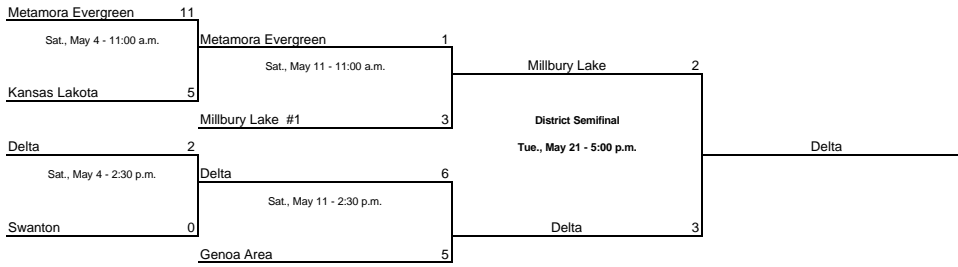 Metamora Evergreen 11
Sat., May 4 - 11:00 a.m.
Metamora Evergreen 1
Sat., May 11 - 11:00 a.m.
Millbury Lake 2
Kansas Lakota 5
Millbury Lake #1 3
District Semifinal
Delta 2
Tue., May 21 - 5:00 p.m.
Delta
Sat., May 4 - 2:30 p.m.
Delta 6
Sat., May 11 - 2:30 p.m.
Swanton 0
Delta 3
Genoa Area 5